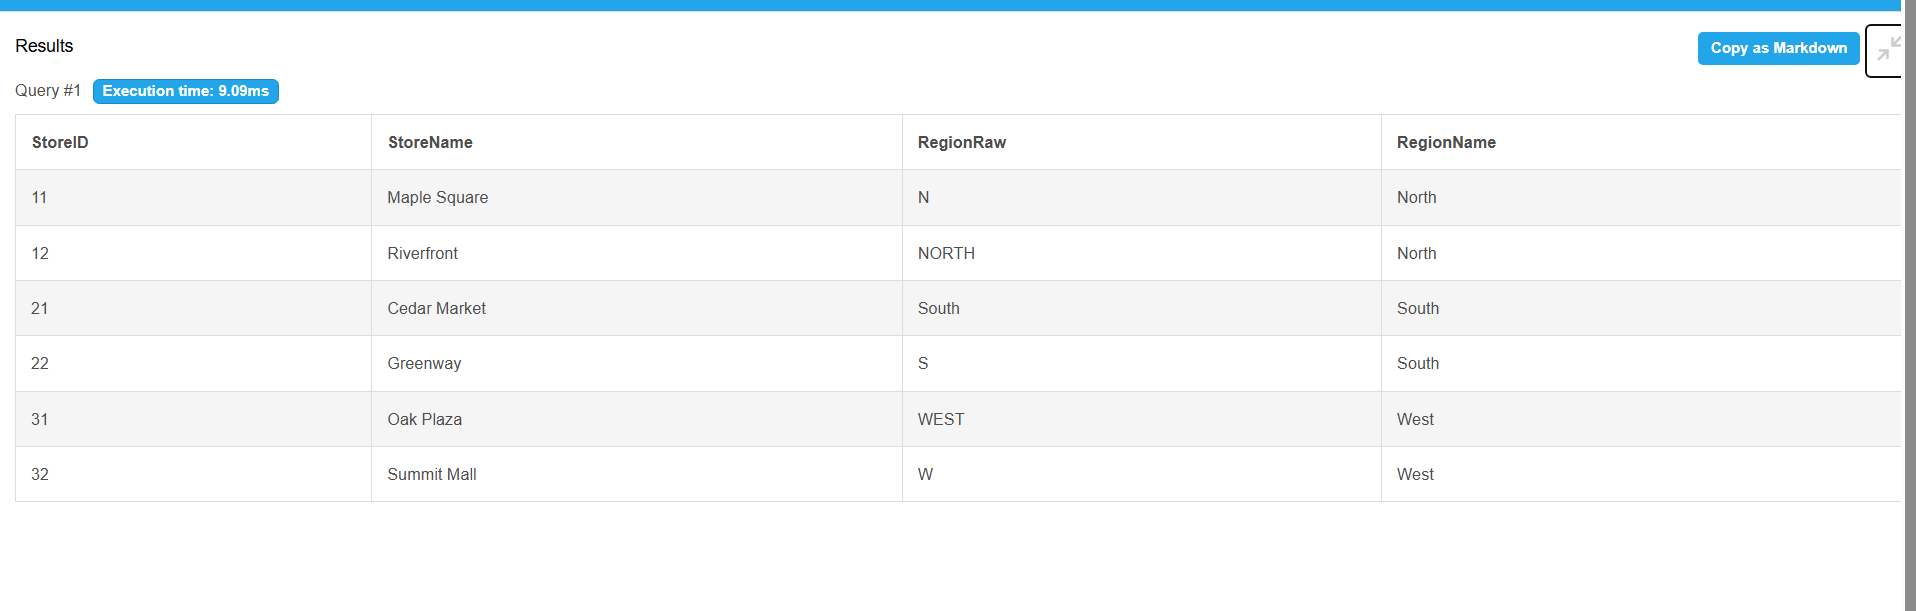 Results
Copy as Markdown
Query #1 Execution time: 9.09ms
StoreID StoreName RegionRaw RegionName
11 Maple Square N North
12 Riverfront NORTH North
21 Cedar Market South South
22 Greenway S South
31 Oak Plaza WEST West
32 Summit Mall W West